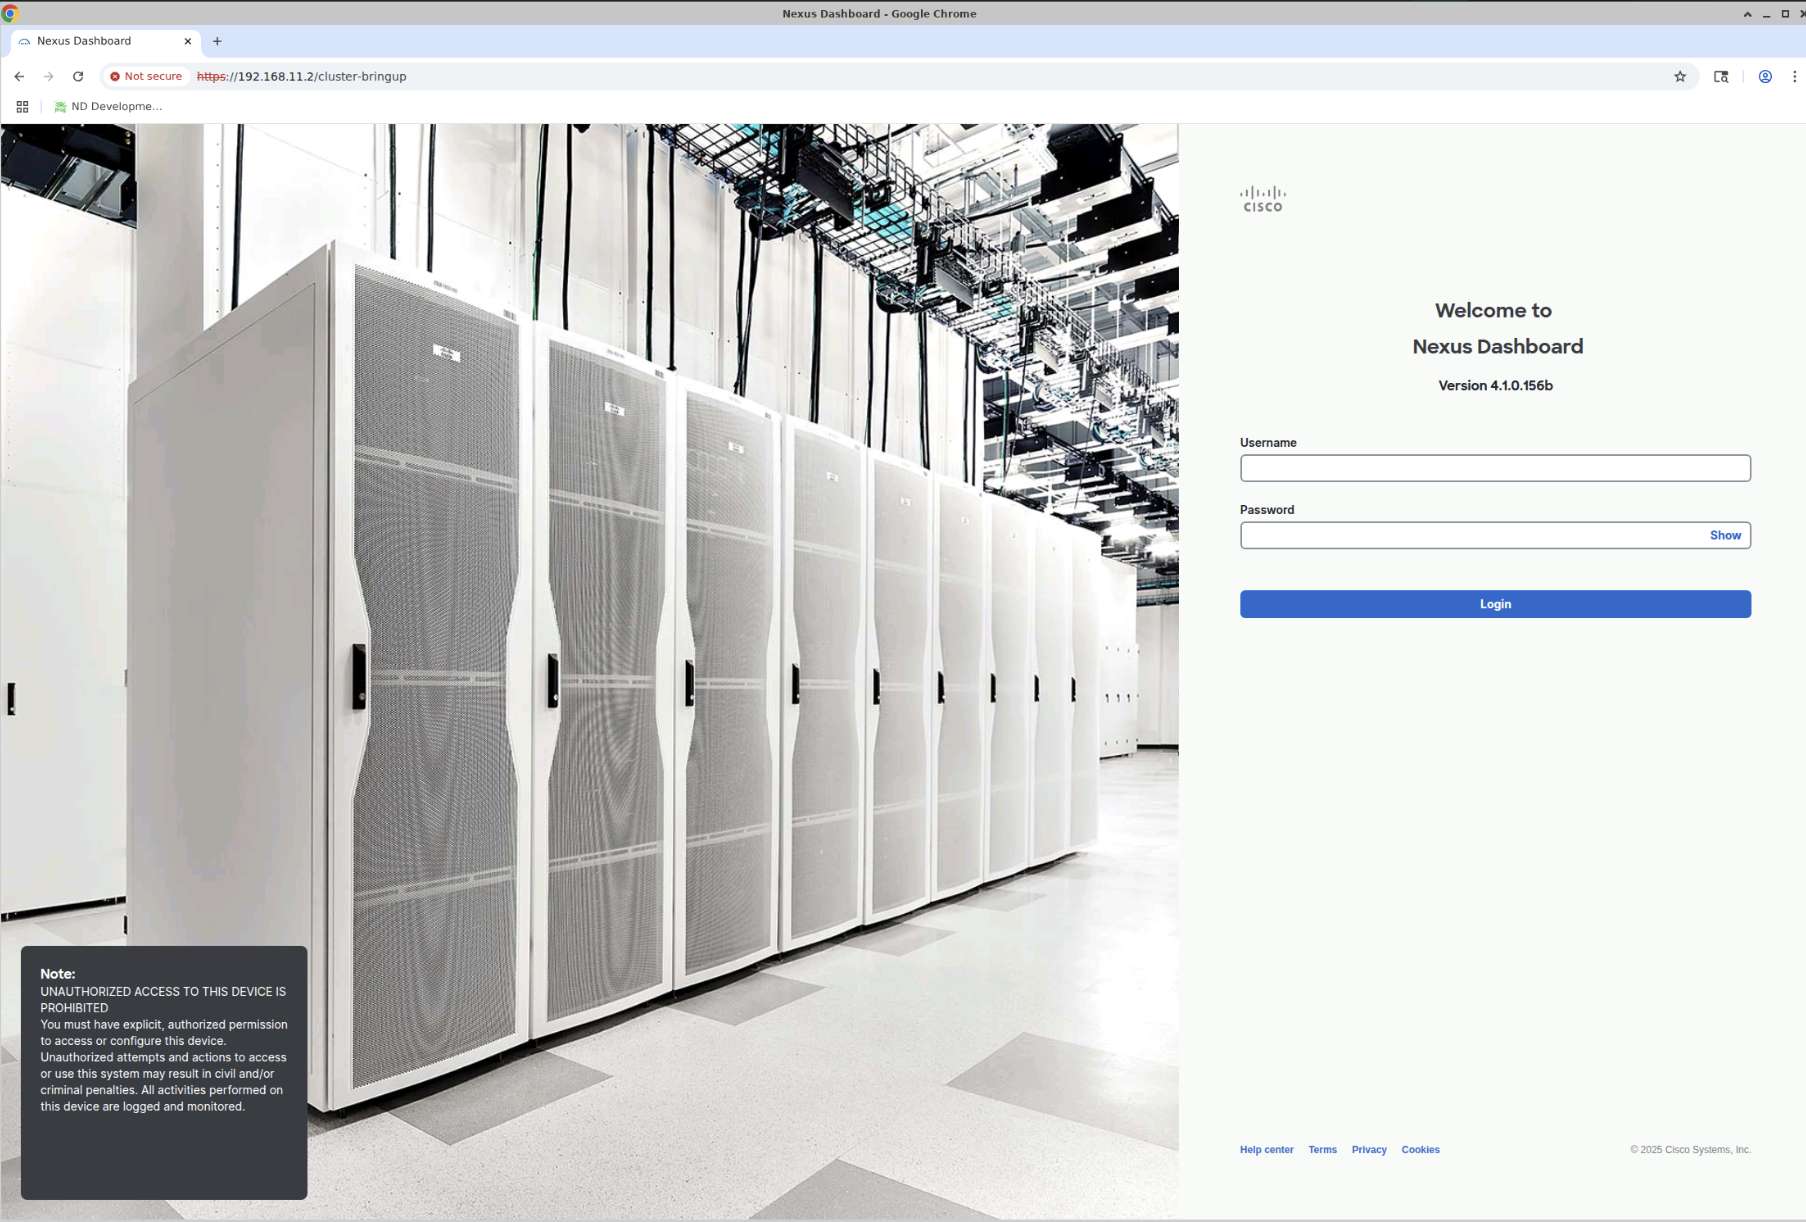 Nexus Dashboard - Google Chrome
Nexus Dashboard
Not secure
https://192.168.11.2/cluster-bringup
ND Developme...
CISCO
Welcome to
Nexus Dashboard
Version 4.1.0.156b
Username
Password
Show
Login
Note:
UNAUTHORIZED ACCESS TO THIS DEVICE IS
PROHIBITED
You must have explicit, authorized permission
to access or configure this device.
Unauthorized attempts and actions to access
or use this system may result in civil and/or
criminal penalties. All activities performed on
this device are logged and monitored.
Help center Terms Privacy Cookies
© 2025 Cisco Systems, Inc.